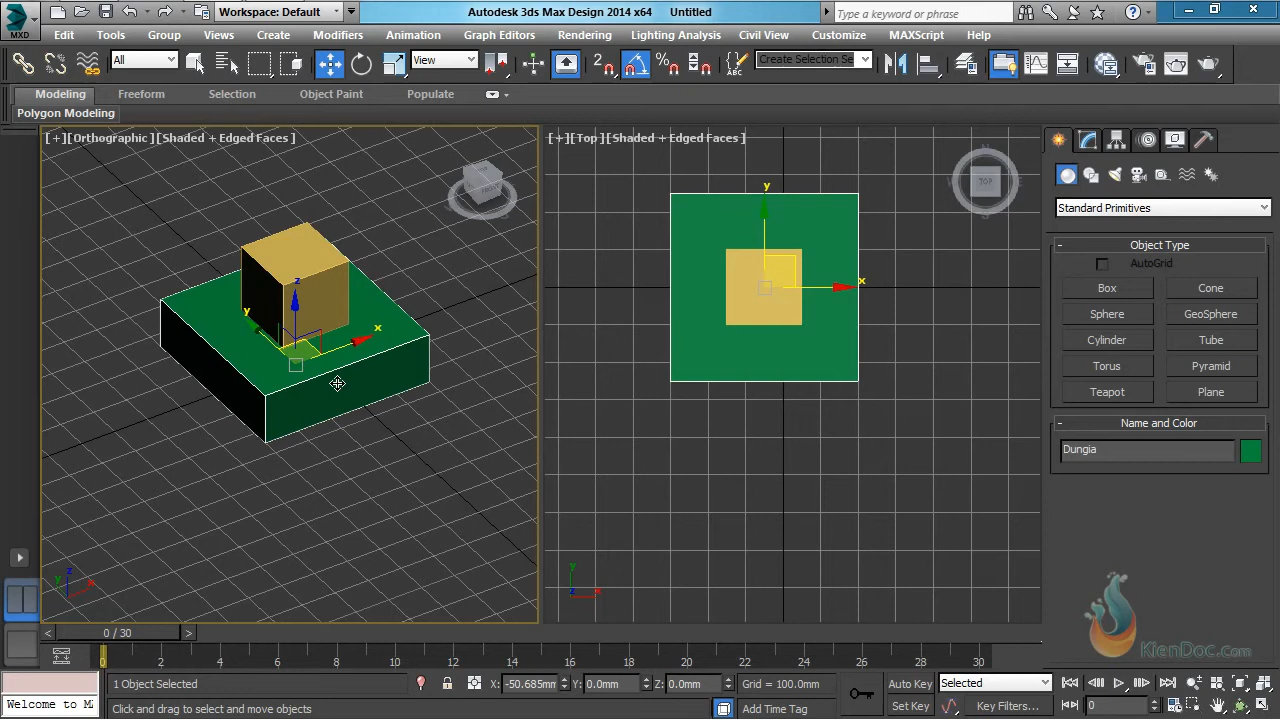 MXD
Workspace: Default
Autodesk 3ds Max Design 2014 x64 Untitled
Type a keyword or phrase
Edit Tools Group Views Create Modifiers Animation Graph Editors Rendering Lighting Analysis Civil View Customize MAXScript Help
All
View
2
Create Selection Se
Modeling Freeform Selection Object Paint Populate
Polygon Modeling
[+][Orthographic][Shaded + Edged Faces]
[+][Top][Shaded + Edged Faces]
TOP
y
x
z
y
x
Standard Primitives
- Object Type
AutoGrid
Box Cone
Sphere GeoSphere
Cylinder Tube
Torus Pyramid
Teapot Plane
- Name and Color
Dungia
z
y
x
y
z
x
KienDoc.com
< 0 / 30 >
0 2 4 6 8 10 12 14 16 18 20 22 24 26 28 30
1 Object Selected
X: -50.685mm Y: 0.0mm Z: 0.0mm
Grid = 100.0mm
Auto Key
Selected
Welcome to M
Click and drag to select and move objects
Add Time Tag
Set Key
Key Filters...
0